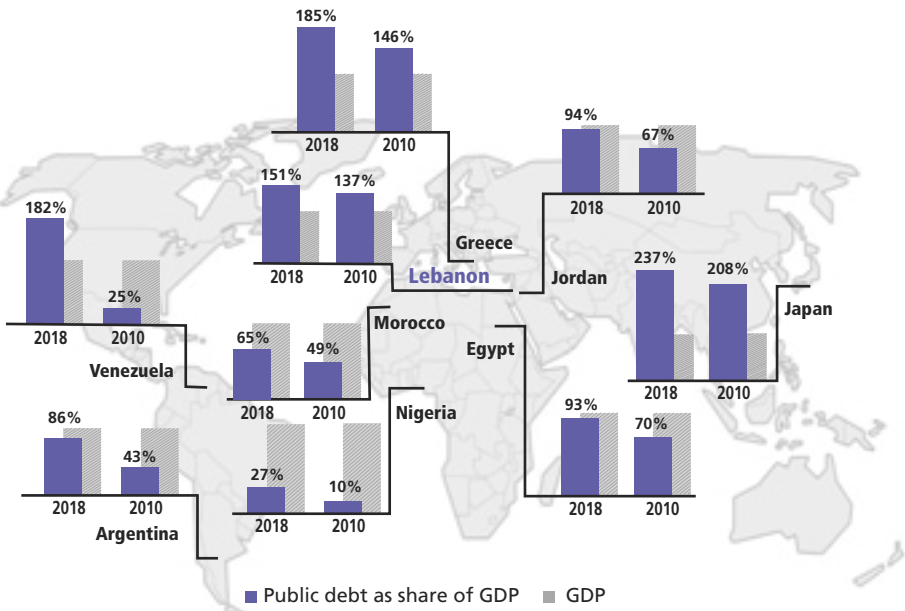 185%
146%
2018 2010
Greece
94%
67%
2018 2010
Jordan
151%
137%
2018 2010
Lebanon
182%
25%
2018 2010
Venezuela
237%
208%
2018 2010
Japan
65%
49%
2018 2010
Morocco
Egypt
93%
70%
2018 2010
86%
43%
2018 2010
Argentina
27%
10%
2018 2010
Nigeria
Public debt as share of GDP GDP